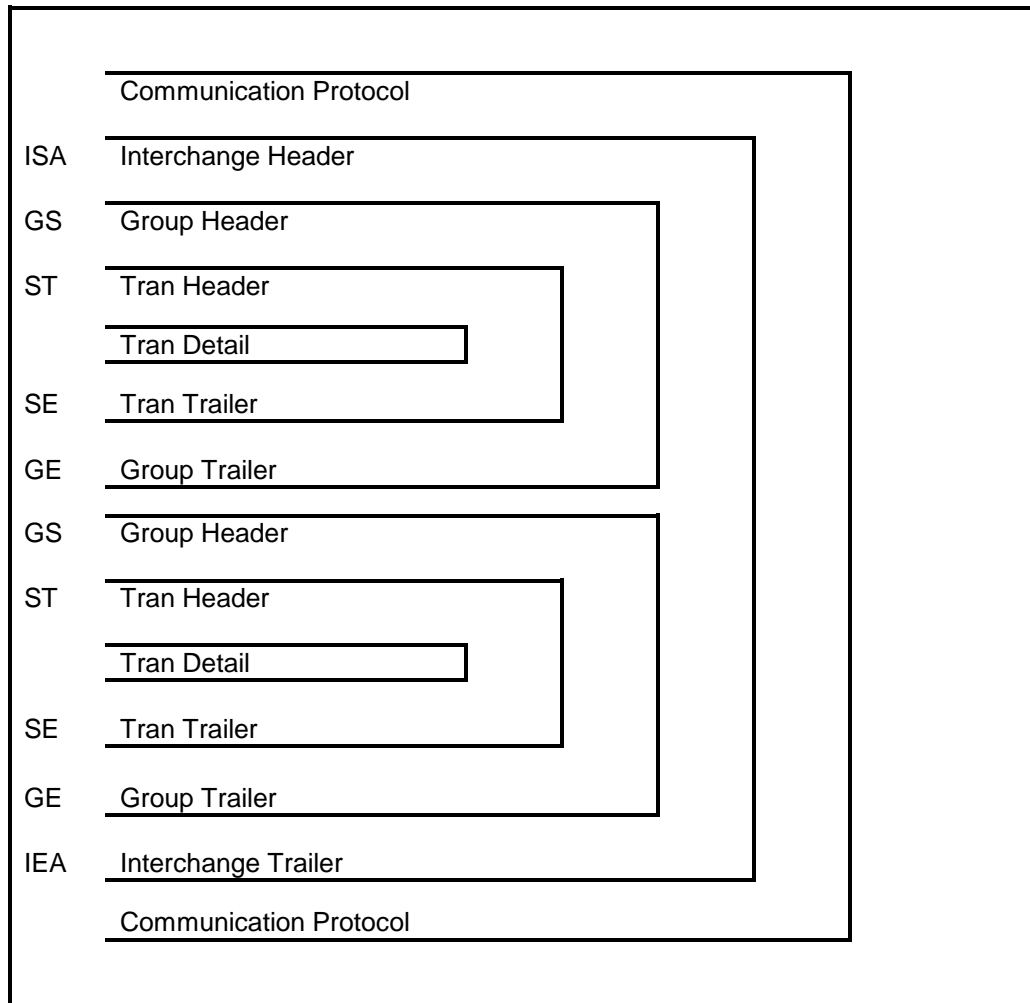 Communication Protocol
ISA Interchange Header
GS Group Header
ST Tran Header
Tran Detail
SE Tran Trailer
GE Group Trailer
GS Group Header
ST Tran Header
Tran Detail
SE Tran Trailer
GE Group Trailer
IEA Interchange Trailer
Communication Protocol